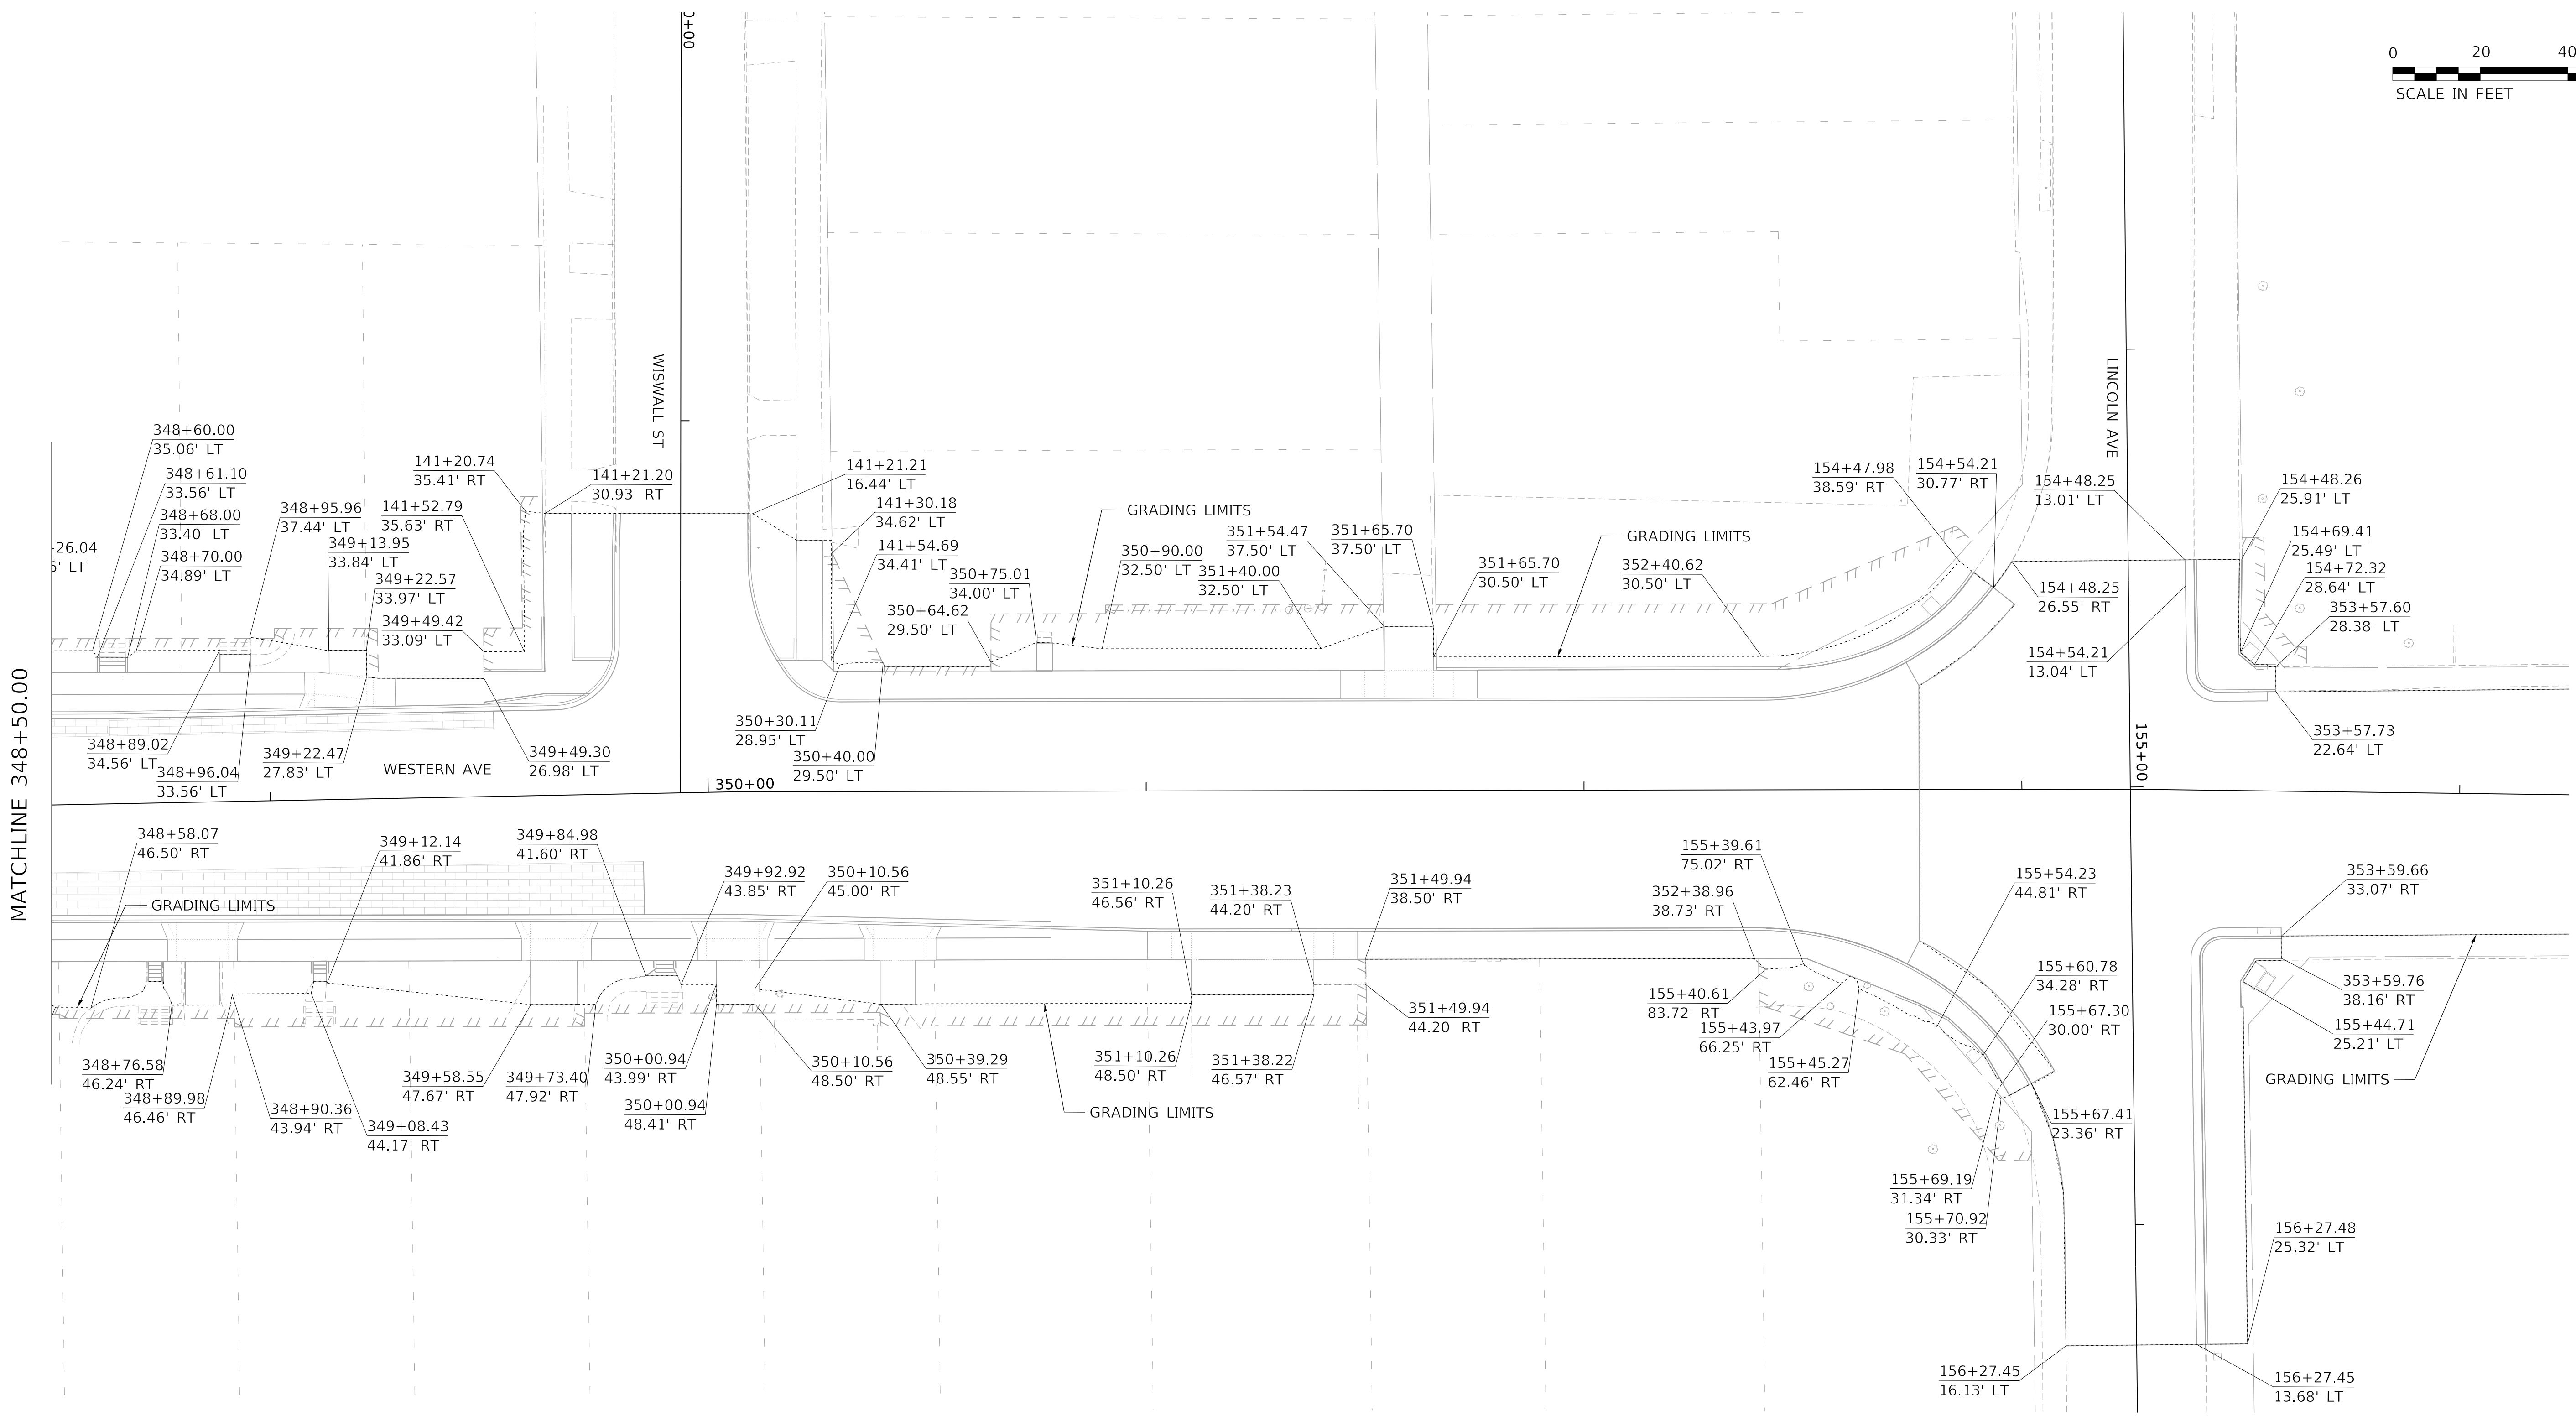 0+00
0 20 40
SCALE IN FEET
WISWALL ST
LINCOLN AVE
348+60.00
35.06' LT
348+61.10
33.56' LT
348+68.00
33.40' LT
348+70.00
34.89' LT
-26.04
' LT
348+95.96
37.44' LT
349+13.95
33.84' LT
141+20.74
35.41' RT
141+52.79
35.63' RT
349+22.57
33.97' LT
349+49.42
33.09' LT
141+21.20
30.93' RT
141+21.21
16.44' LT
141+30.18
34.62' LT
141+54.69
34.41' LT
350+64.62
29.50' LT
350+75.01
34.00' LT
GRADING LIMITS
350+90.00
32.50' LT
351+54.47
37.50' LT
351+40.00
32.50' LT
351+65.70
37.50' LT
351+65.70
30.50' LT
GRADING LIMITS
352+40.62
30.50' LT
154+47.98
38.59' RT
154+54.21
30.77' RT
154+48.25
13.01' LT
154+48.25
26.55' RT
154+54.21
13.04' LT
154+48.26
25.91' LT
154+69.41
25.49' LT
154+72.32
28.64' LT
353+57.60
28.38' LT
353+57.73
22.64' LT
155+00
MATCHLINE 348+50.00
348+89.02
34.56' LT
348+96.04
33.56' LT
349+22.47
27.83' LT
WESTERN AVE
349+49.30
26.98' LT
350+30.11
28.95' LT
350+40.00
29.50' LT
350+00
348+58.07
46.50' RT
GRADING LIMITS
349+12.14
41.86' RT
349+84.98
41.60' RT
349+92.92
43.85' RT
350+10.56
45.00' RT
351+10.26
46.56' RT
351+38.23
44.20' RT
351+49.94
38.50' RT
352+38.96
38.73' RT
155+39.61
75.02' RT
155+54.23
44.81' RT
353+59.66
33.07' RT
353+59.76
38.16' RT
155+44.71
25.21' LT
GRADING LIMITS
348+76.58
46.24' RT
348+89.98
46.46' RT
348+90.36
43.94' RT
349+08.43
44.17' RT
349+58.55
47.67' RT
349+73.40
47.92' RT
350+00.94
43.99' RT
350+00.94
48.41' RT
350+10.56
48.50' RT
350+39.29
48.55' RT
GRADING LIMITS
351+10.26
48.50' RT
351+38.22
46.57' RT
351+49.94
44.20' RT
155+40.61
83.72' RT
155+43.97
66.25' RT
155+45.27
62.46' RT
155+60.78
34.28' RT
155+67.30
30.00' RT
155+67.41
23.36' RT
155+69.19
31.34' RT
155+70.92
30.33' RT
156+27.48
25.32' LT
156+27.45
16.13' LT
156+27.45
13.68' LT